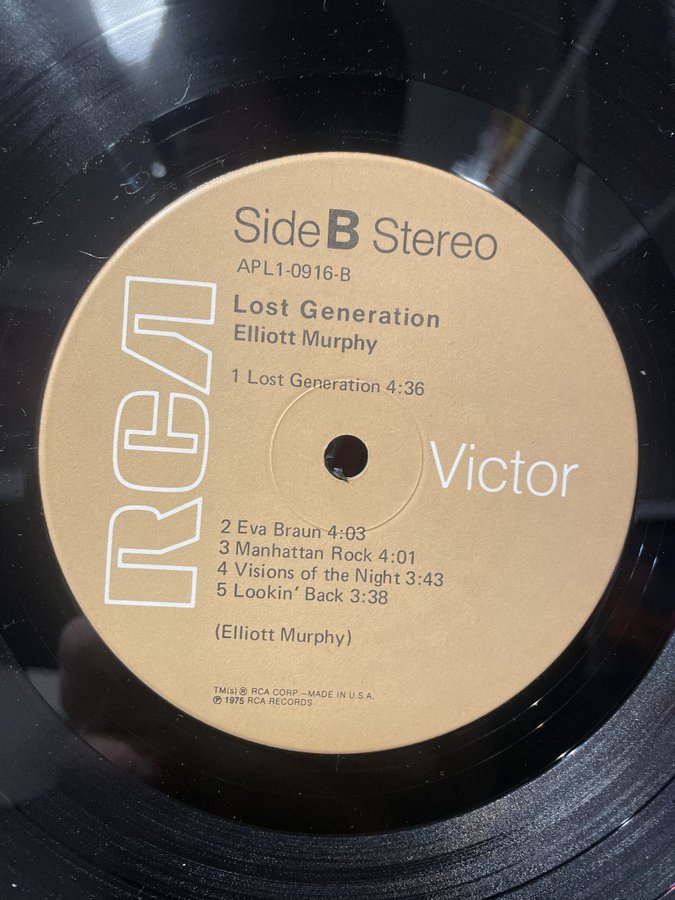 Side B Stereo
APL1-0916-B
Lost Generation
Elliott Murphy
1 Lost Generation 4:36
RCA
Victor
2 Eva Braun 4:03
3 Manhattan Rock 4:01
4 Visions of the Night 3:43
5 Lookin' Back 3:38
(Elliott Murphy)
TM(s) ® RCA CORP.—MADE IN U.S.A.
℗ 1975 RCA RECORDS